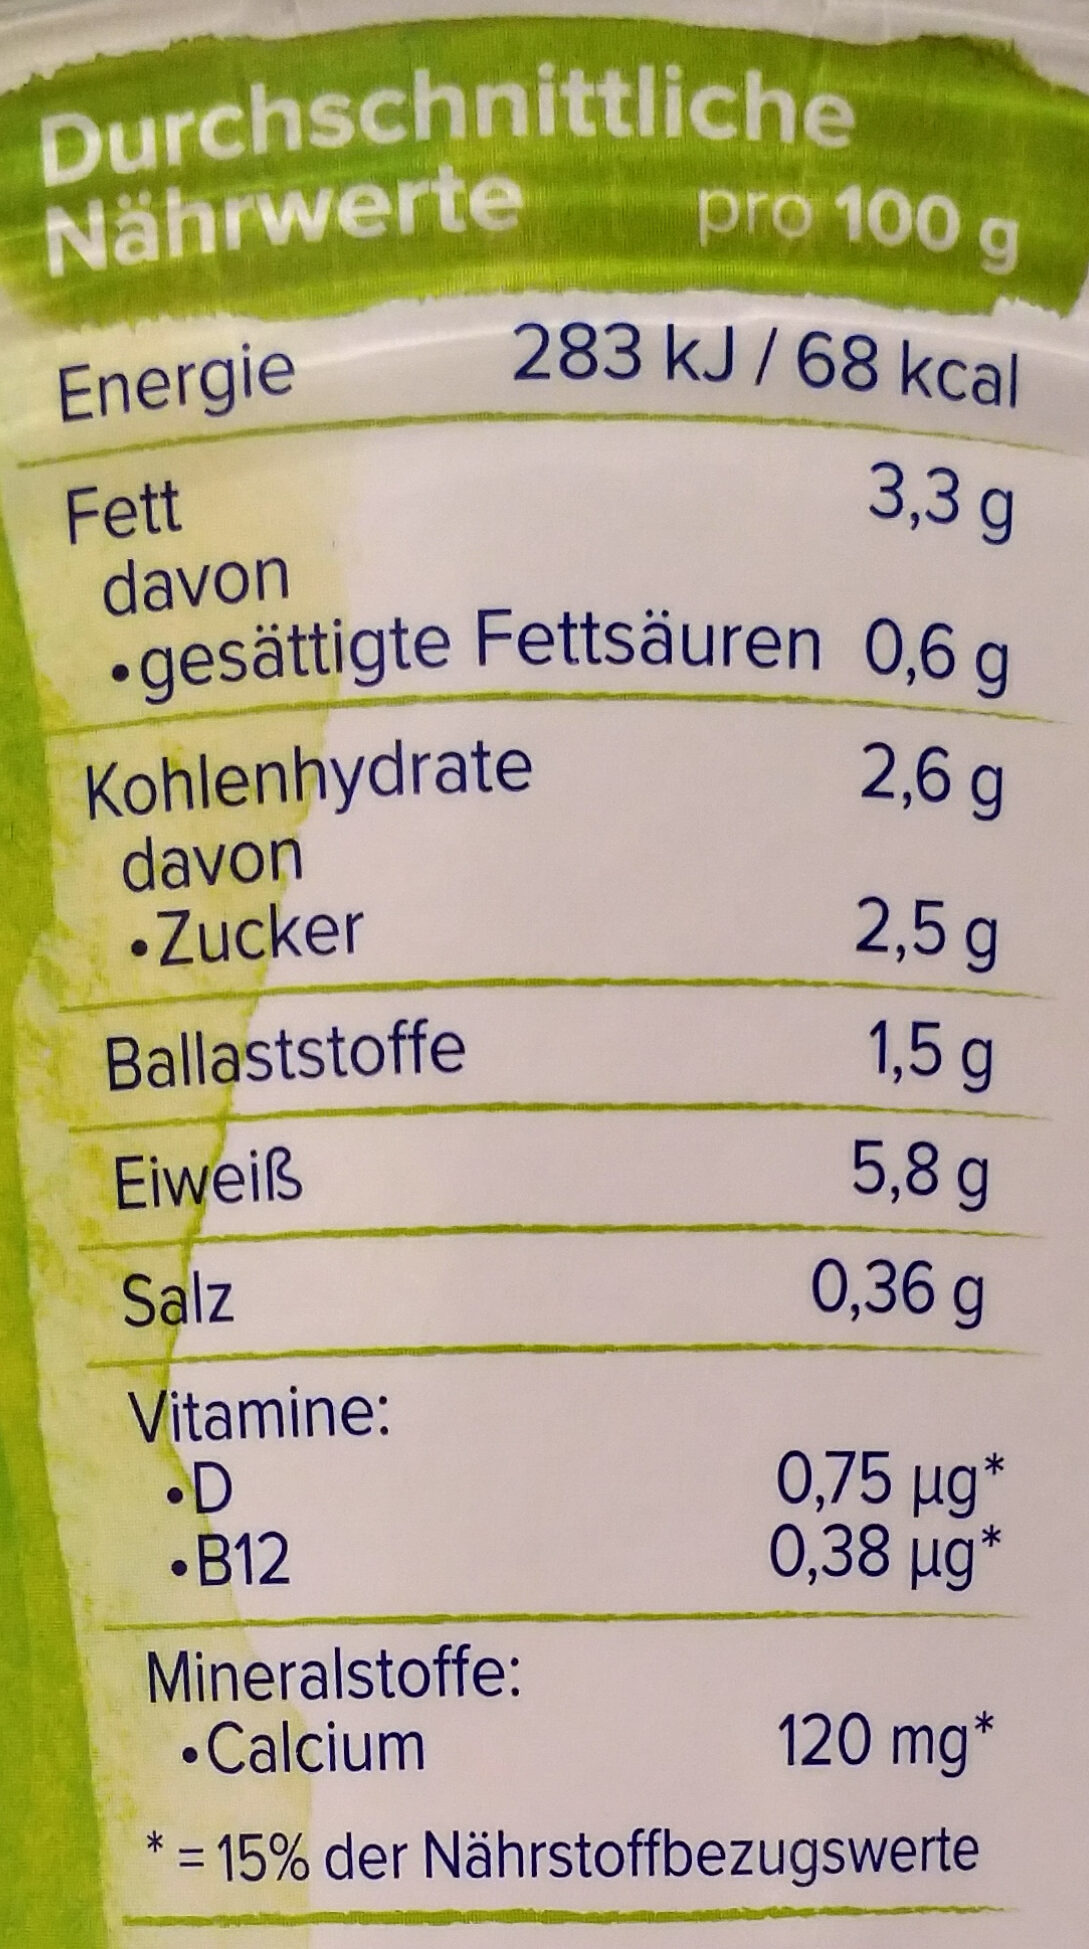 Durchschnittliche
Nährwerte pro 100 g
Energie 283 kJ / 68 kcal
Fett 3,3 g
davon
•gesättigte Fettsäuren 0,6 g
Kohlenhydrate 2,6 g
davon
•Zucker 2,5 g
Ballaststoffe 1,5 g
Eiweiß 5,8 g
Salz 0,36 g
Vitamine:
•D 0,75 µg*
•B12 0,38 µg*
Mineralstoffe:
•Calcium 120 mg*
* = 15% der Nährstoffbezugswerte